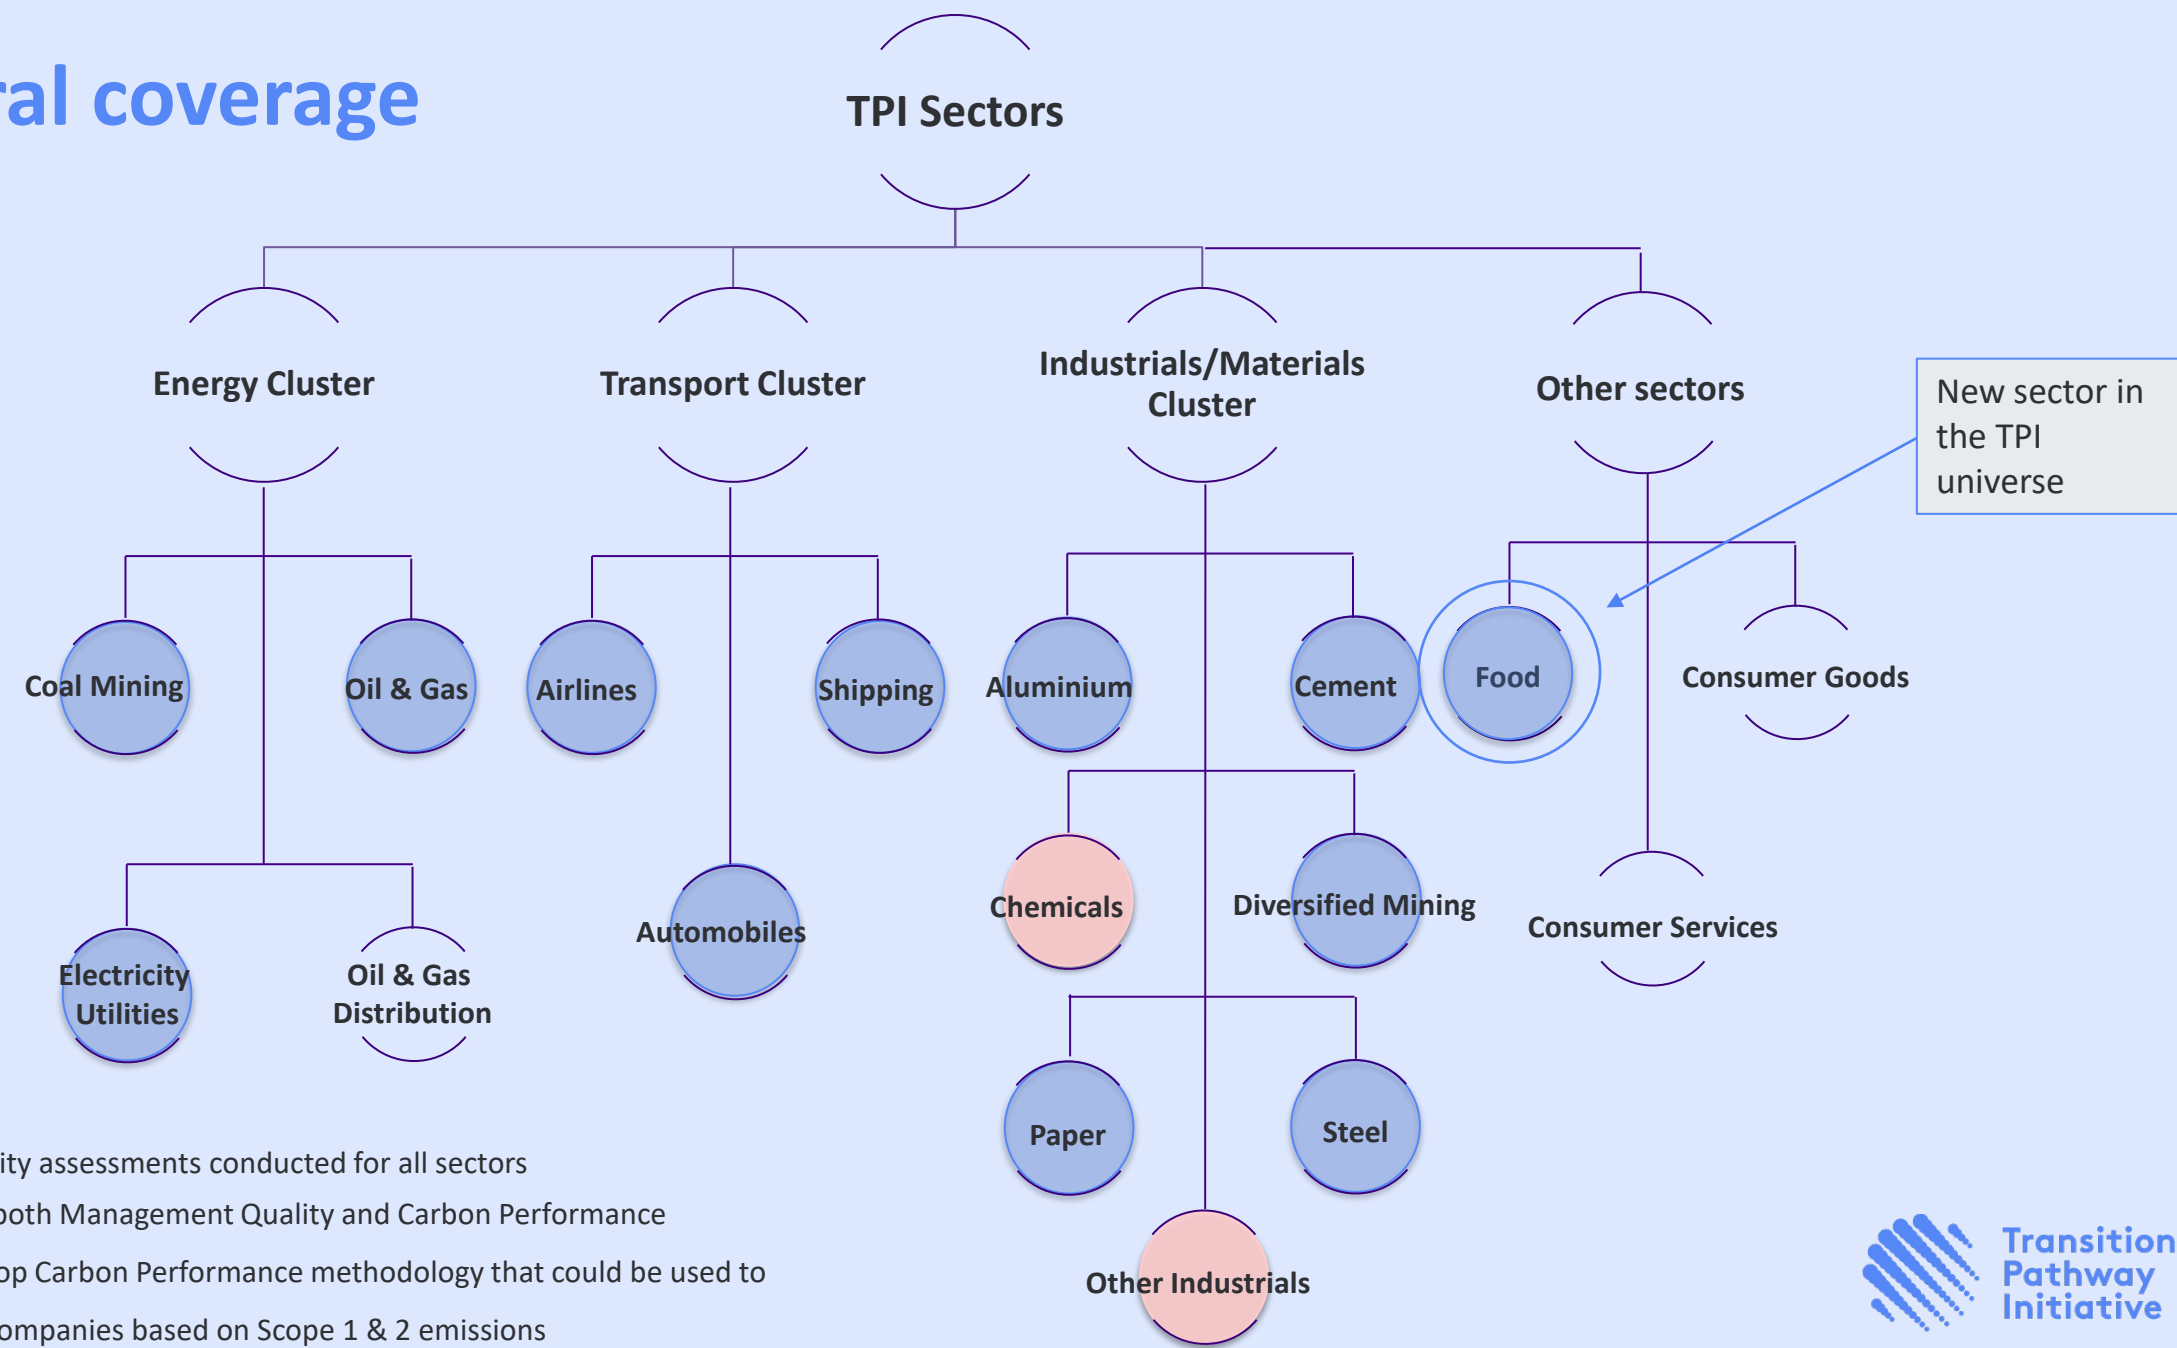 ral coverage
TPI Sectors
Energy Cluster
Transport Cluster
Industrials/Materials
Cluster
Other sectors
New sector in
the TPI
universe
Coal Mining
Oil & Gas
Airlines
Shipping
Aluminium
Cement
Food
Consumer Goods
Chemicals
Diversified Mining
Automobiles
Consumer Services
Electricity
Utilities
Oil & Gas
Distribution
Paper
Steel
Other Industrials
ity assessments conducted for all sectors
both Management Quality and Carbon Performance
op Carbon Performance methodology that could be used to
ompanies based on Scope 1 & 2 emissions
Transition
Pathway
Initiative